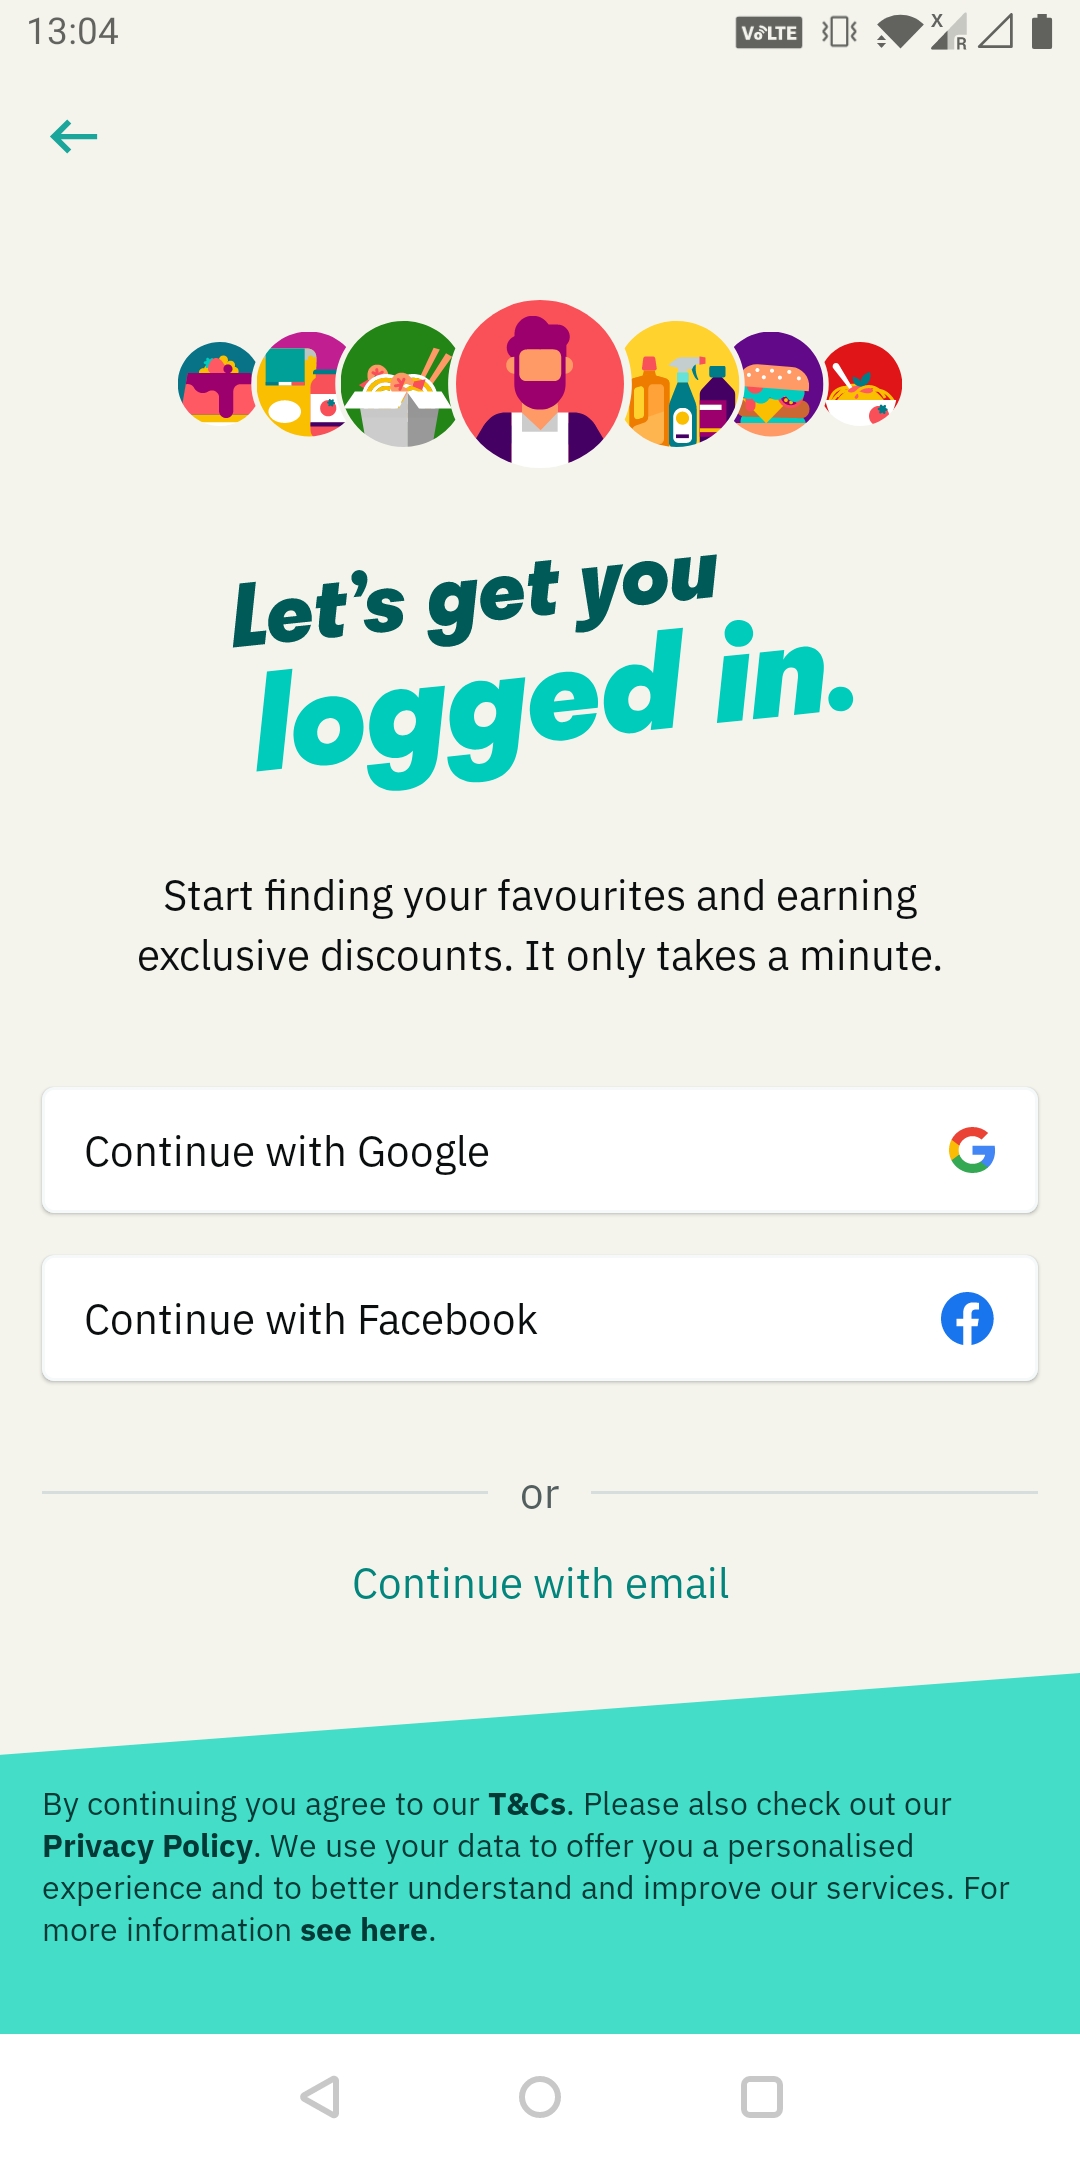 13:04
VoLTE
X
R
Let's get you
logged in.
Start finding your favourites and earning
exclusive discounts. It only takes a minute.
Continue with Google
Continue with Facebook
or
Continue with email
By continuing you agree to our T&Cs. Please also check out our
Privacy Policy. We use your data to offer you a personalised
experience and to better understand and improve our services. For
more information see here.